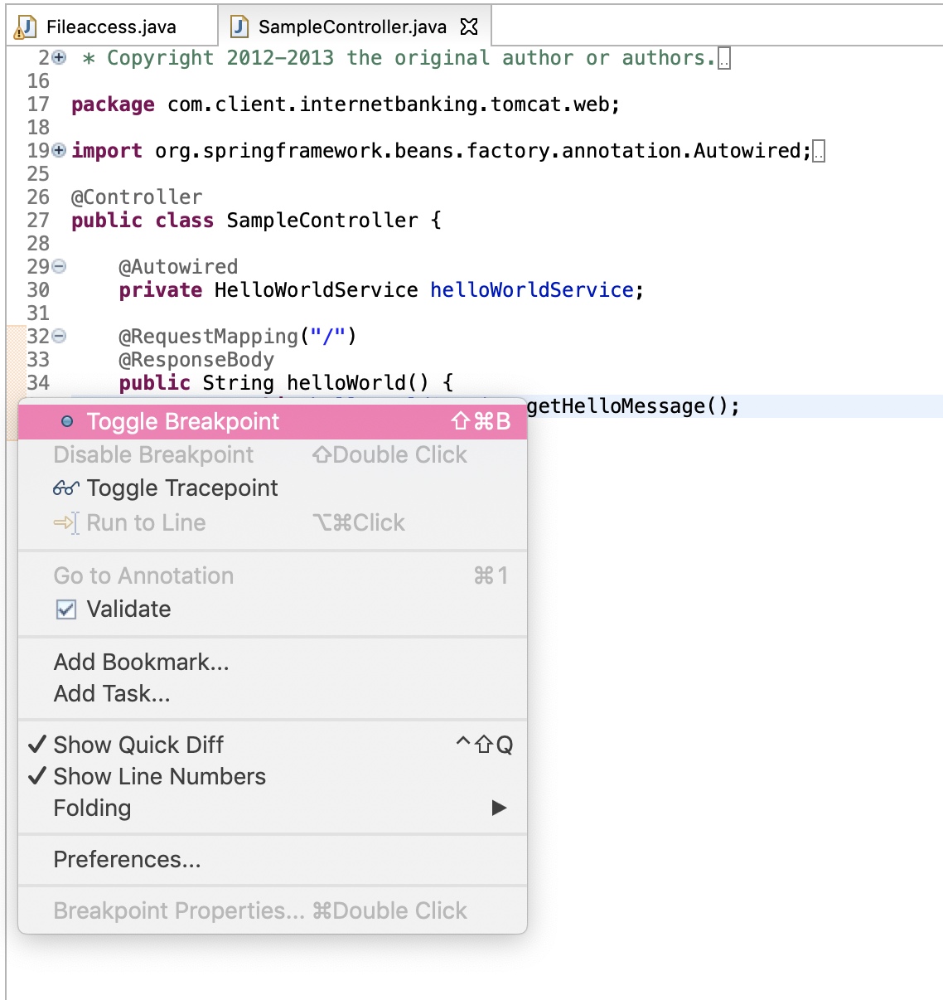 Fileaccess.java SampleController.java
2 * Copyright 2012-2013 the original author or authors.
16
17 package com.client.internetbanking.tomcat.web;
18
19 import org.springframework.beans.factory.annotation.Autowired;
25
26 @Controller
27 public class SampleController {
28
29 @Autowired
30 private HelloWorldService helloWorldService;
31
32 @RequestMapping("/")
33 @ResponseBody
34 public String helloWorld() {
getHelloMessage();
Toggle Breakpoint ⇧⌘B
Disable Breakpoint ⇧Double Click
Toggle Tracepoint
Run to Line ⌥⌘Click
Go to Annotation ⌘1
Validate
Add Bookmark...
Add Task...
✓ Show Quick Diff ^⇧Q
✓ Show Line Numbers
Folding ▶
Preferences...
Breakpoint Properties... ⌘Double Click